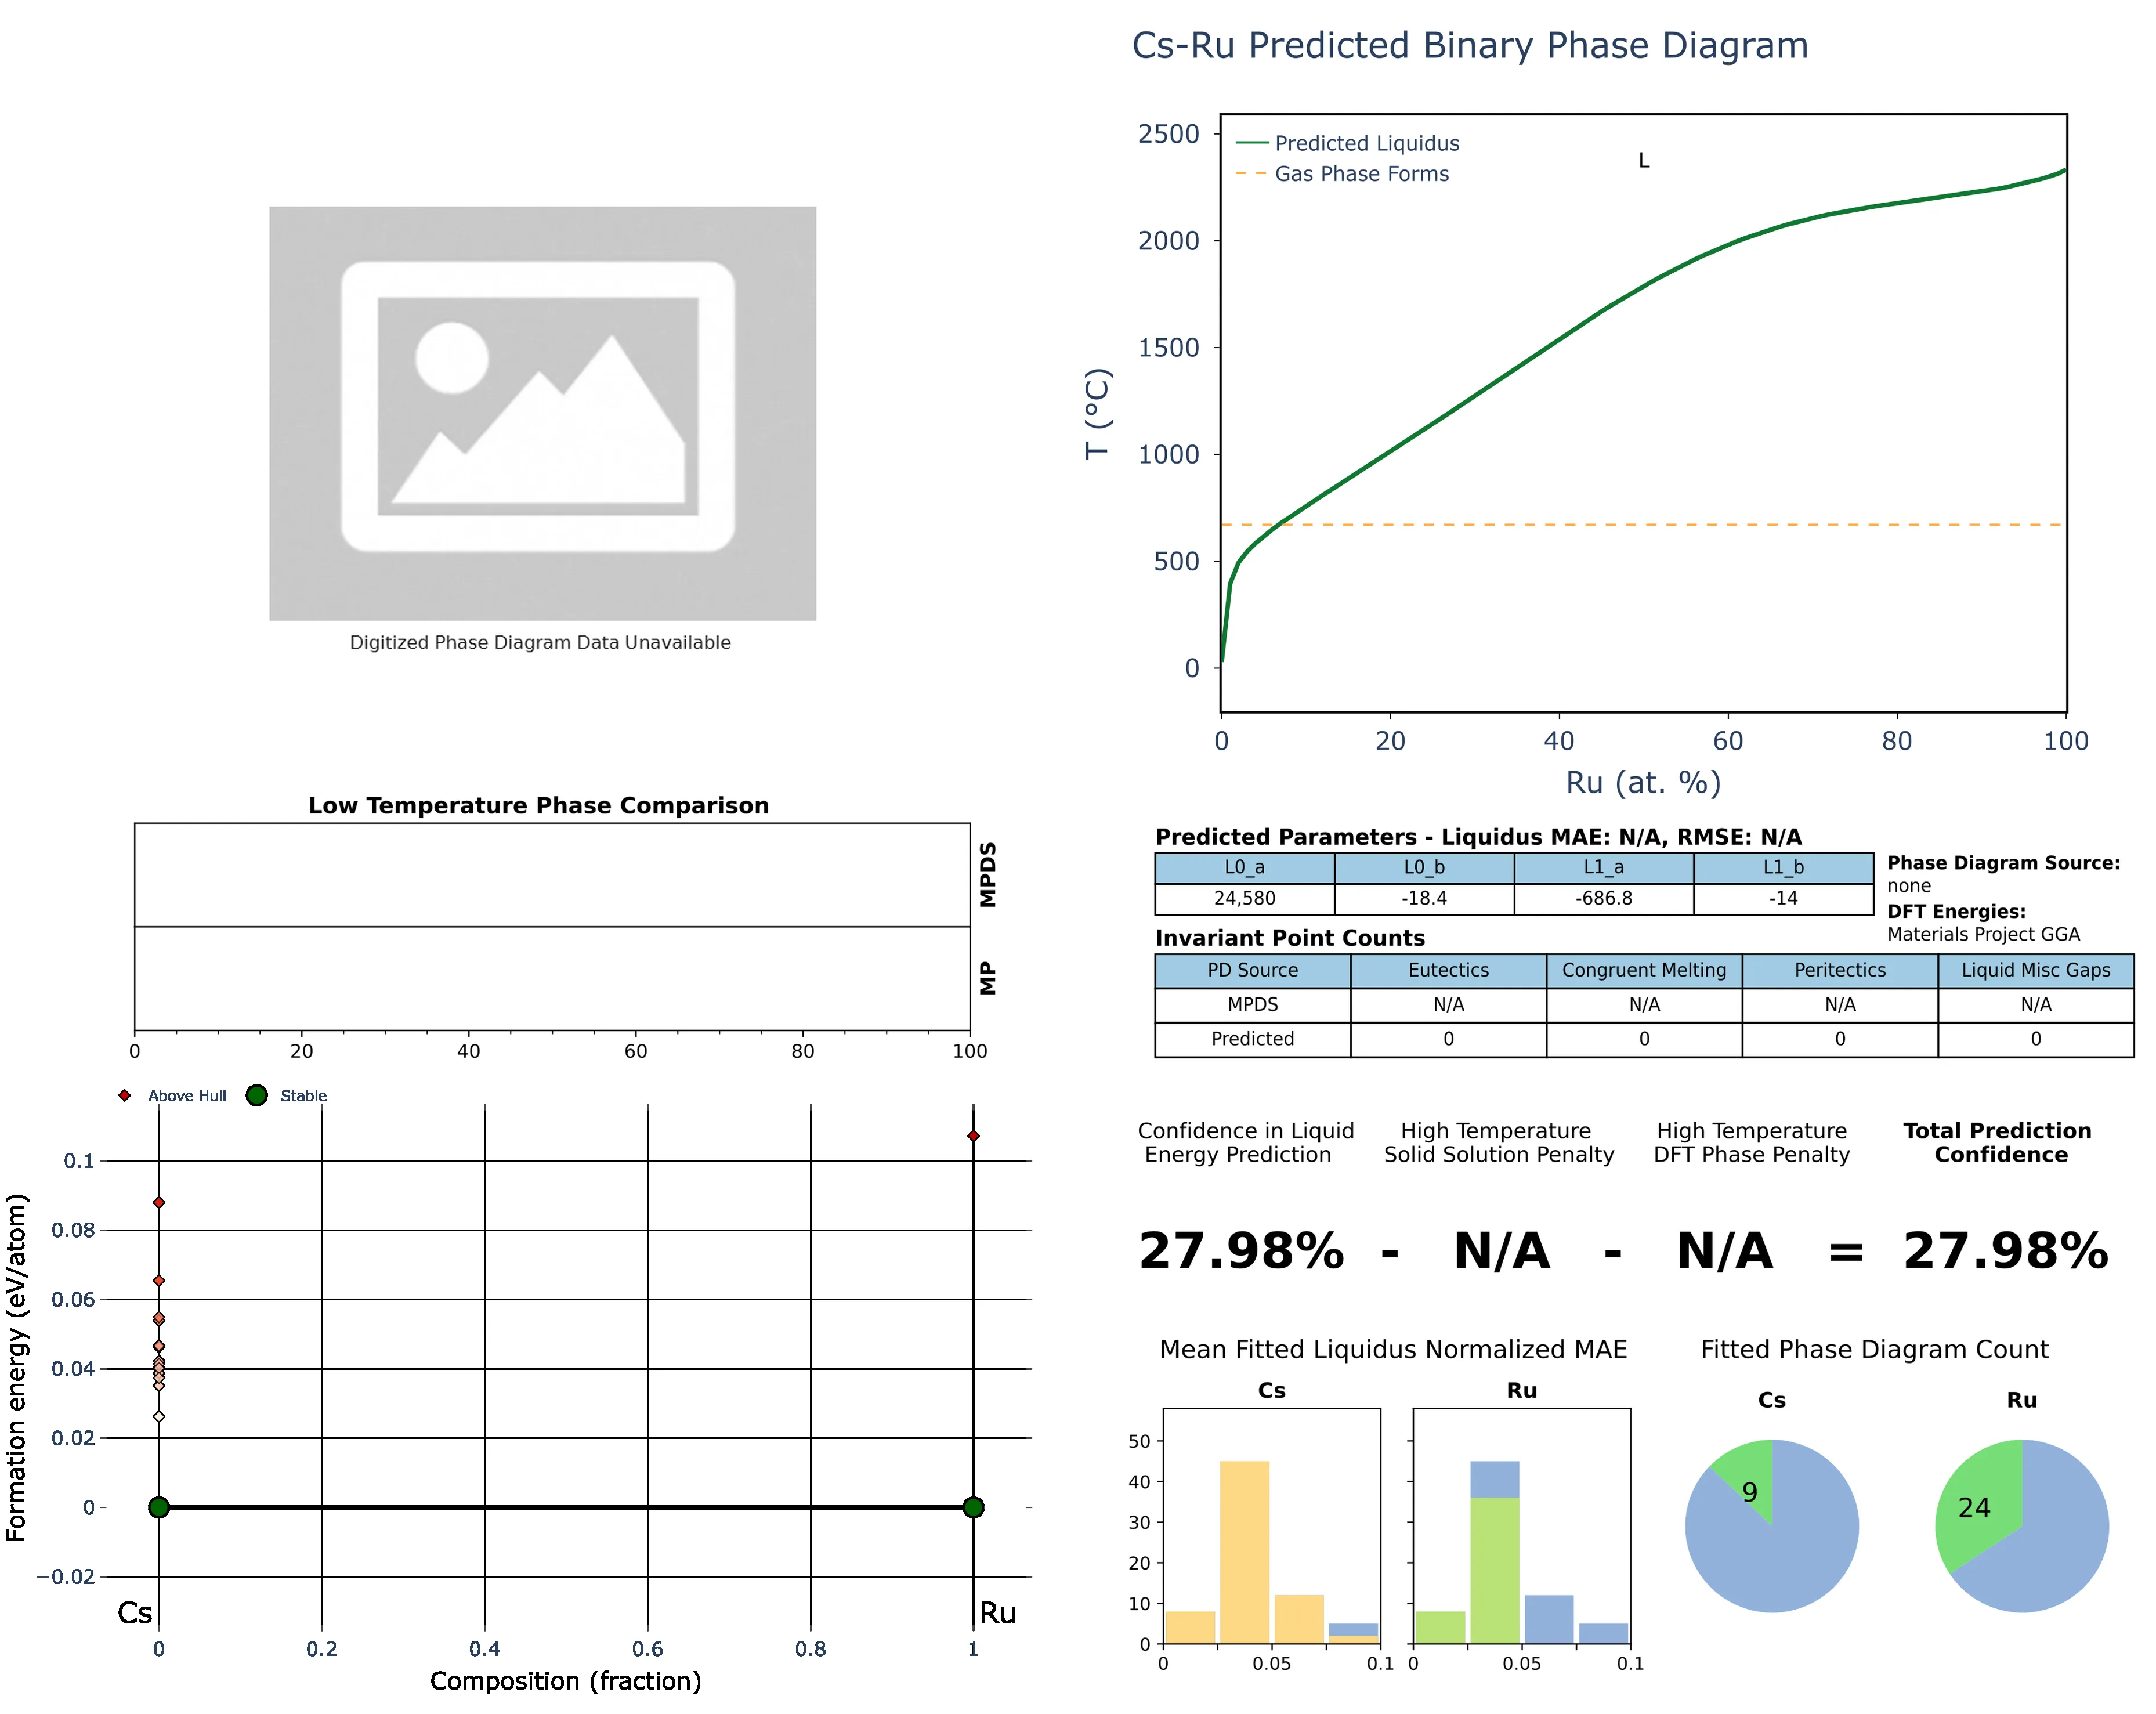 Cs-Ru Predicted Binary Phase Diagram
2500
2000
1500
1000
500
0
T (°C)
Predicted Liquidus
Gas Phase Forms
L
0 20 40 60 80 100
Ru (at. %)
Digitized Phase Diagram Data Unavailable
Low Temperature Phase Comparison
MPDS
MP
0 20 40 60 80 100
Predicted Parameters - Liquidus MAE: N/A, RMSE: N/A
L0_a L0_b L1_a L1_b
24,580 -18.4 -686.8 -14
Phase Diagram Source:
none
DFT Energies:
Materials Project GGA
Invariant Point Counts
PD Source Eutectics Congruent Melting Peritectics Liquid Misc Gaps
MPDS N/A N/A N/A N/A
Predicted 0 0 0 0
Above Hull Stable
0.1
0.08
0.06
0.04
0.02
0
−0.02
Formation energy (eV/atom)
Cs Ru
0 0.2 0.4 0.6 0.8 1
Composition (fraction)
Confidence in Liquid
Energy Prediction
High Temperature
Solid Solution Penalty
High Temperature
DFT Phase Penalty
Total Prediction
Confidence
27.98% - N/A - N/A = 27.98%
Mean Fitted Liquidus Normalized MAE
Cs Ru
50
40
30
20
10
0
0 0.05 0.1 0 0.05 0.1
Fitted Phase Diagram Count
Cs Ru
9 24